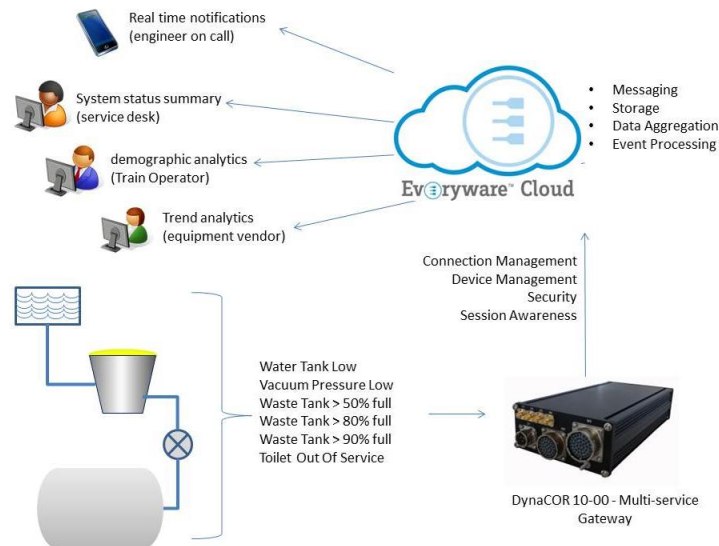 Real time notifications
(engineer on call)
System status summary
(service desk)
demographic analytics
(Train Operator)
Trend analytics
(equipment vendor)
Everyware™ Cloud
• Messaging
• Storage
• Data Aggregation
• Event Processing
Connection Management
Device Management
Security
Session Awareness
Water Tank Low
Vacuum Pressure Low
Waste Tank > 50% full
Waste Tank > 80% full
Waste Tank > 90% full
Toilet Out Of Service
DynaCOR 10-00 - Multi-service
Gateway